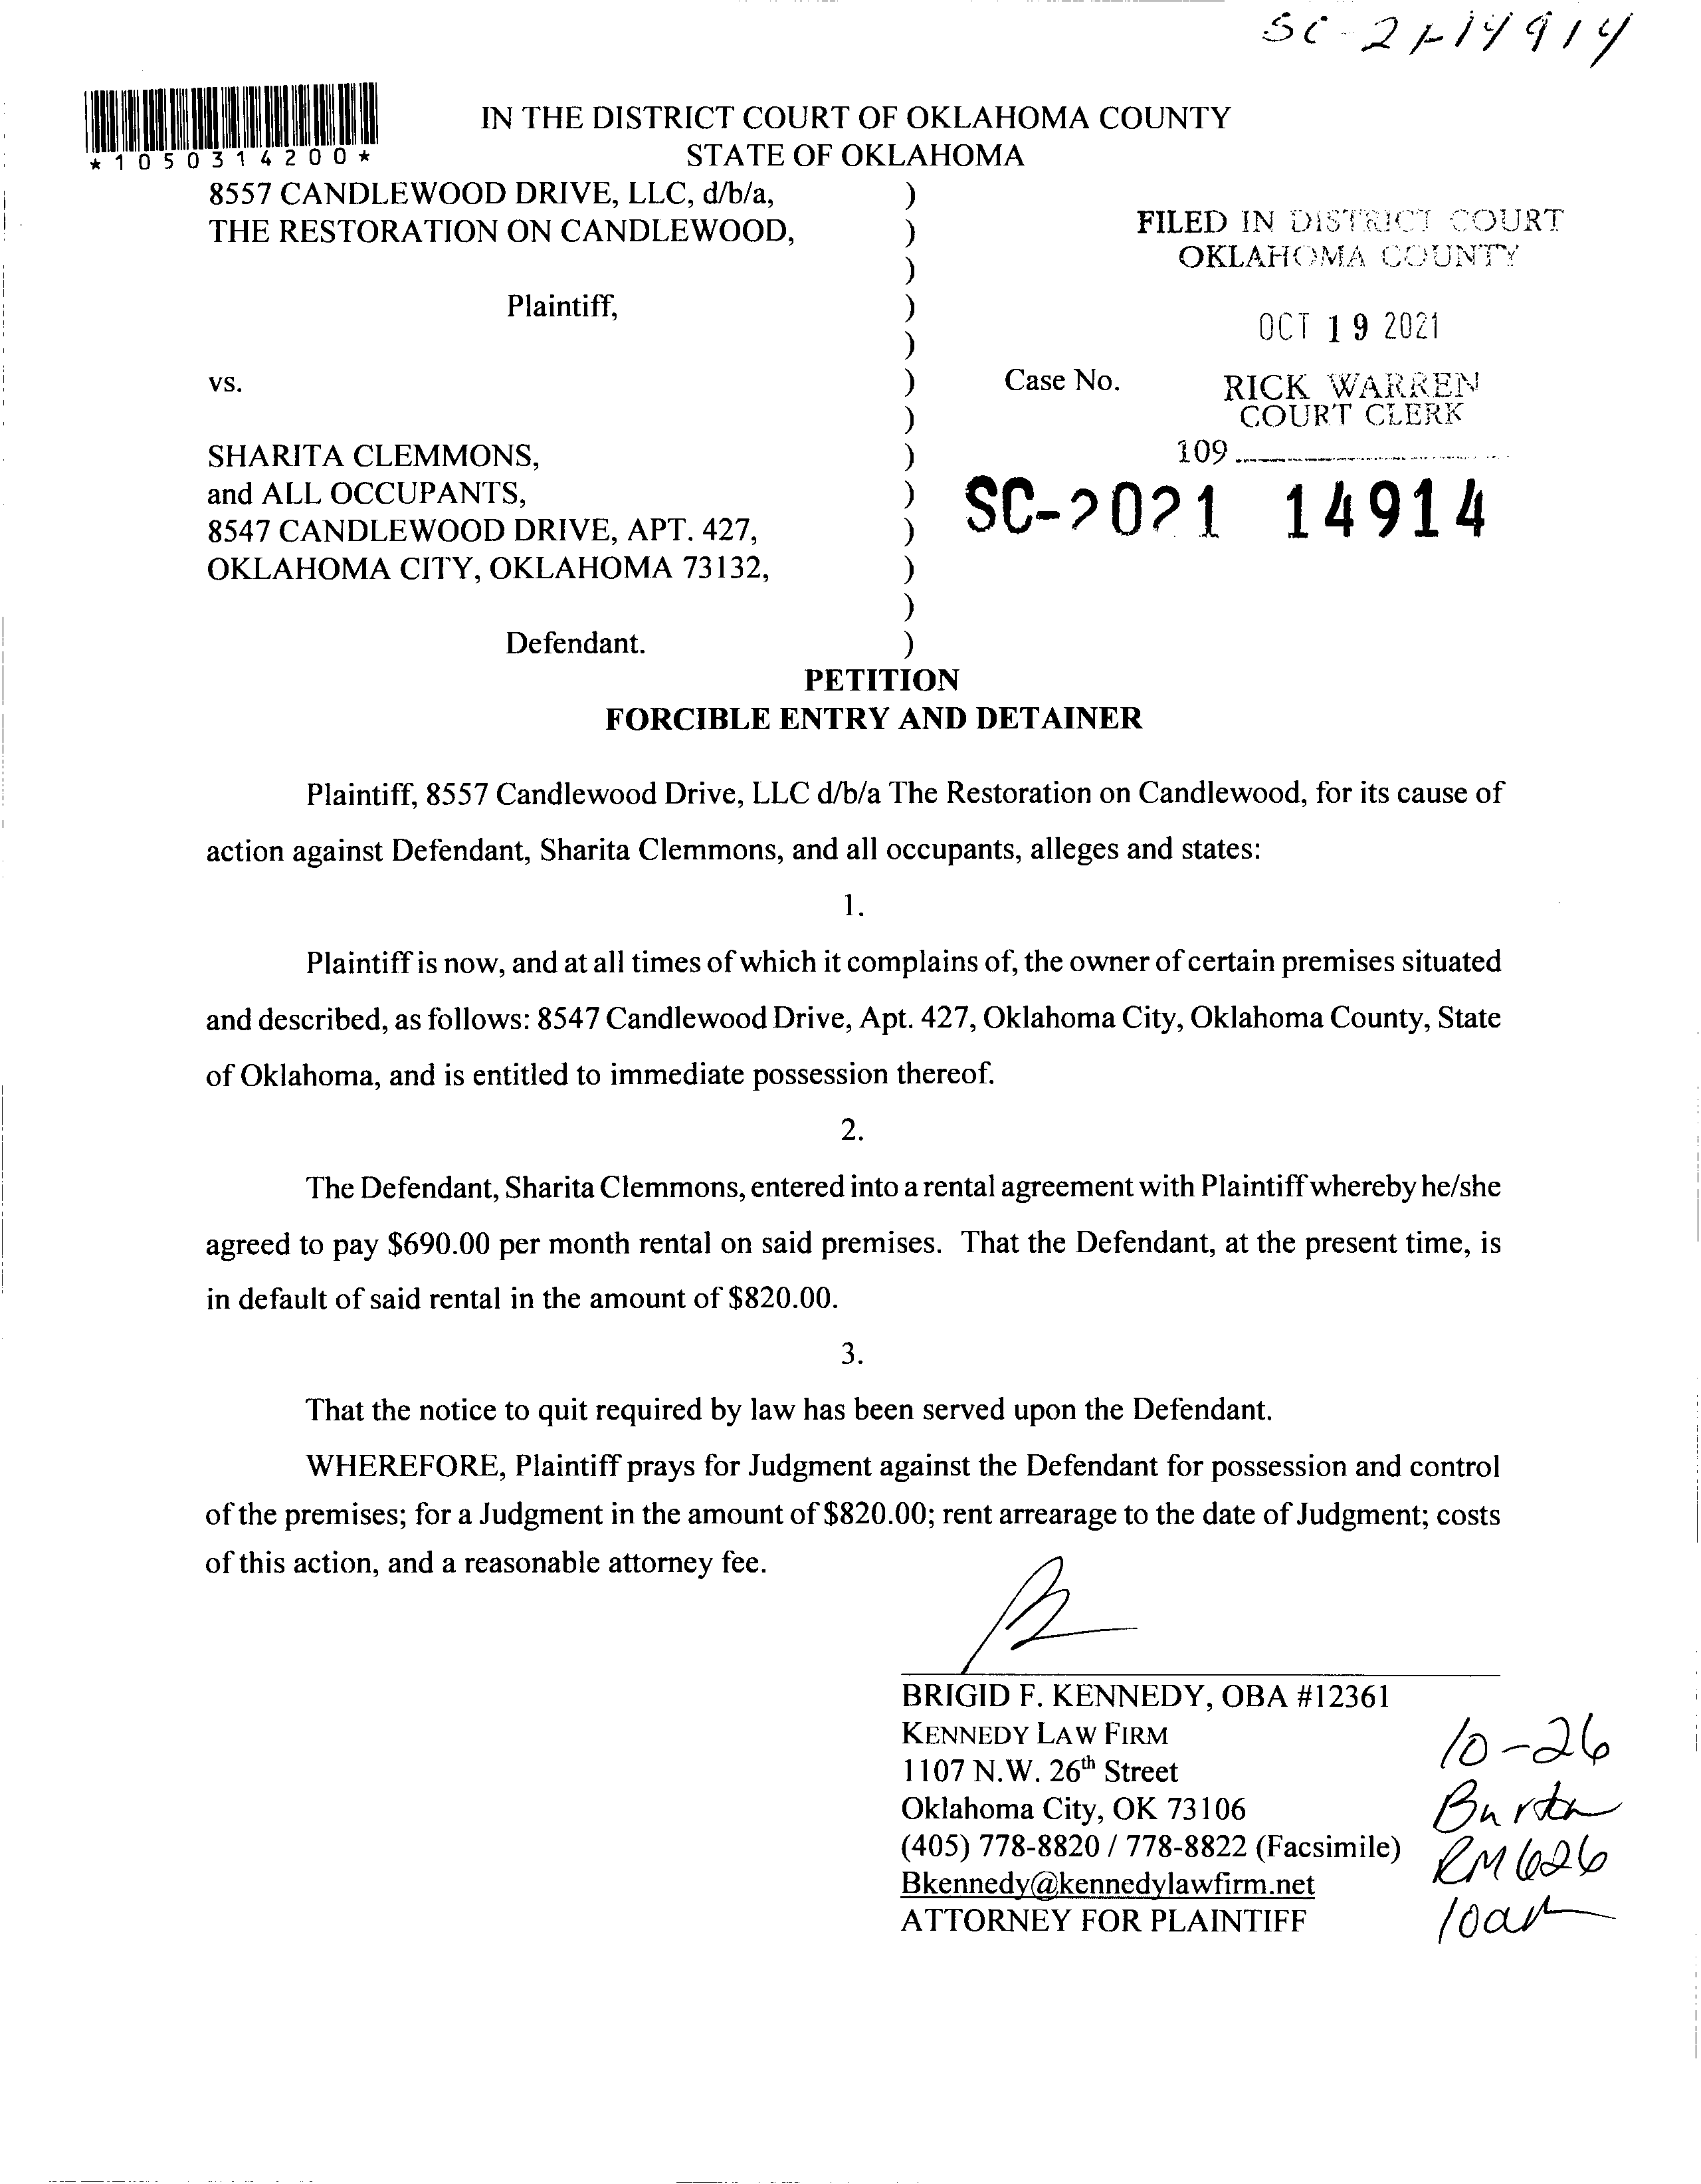 SC-21-14914
*1050314200*
IN THE DISTRICT COURT OF OKLAHOMA COUNTY
STATE OF OKLAHOMA
8557 CANDLEWOOD DRIVE, LLC, d/b/a, )
THE RESTORATION ON CANDLEWOOD, )
)
Plaintiff, )
)
vs. )
)
SHARITA CLEMMONS, )
and ALL OCCUPANTS, )
8547 CANDLEWOOD DRIVE, APT. 427, )
OKLAHOMA CITY, OKLAHOMA 73132, )
)
Defendant. )
FILED IN DISTRICT COURT
OKLAHOMA COUNTY
OCT 19 2021
Case No.
RICK WARREN
COURT CLERK
109
SC-2021 14914
PETITION
FORCIBLE ENTRY AND DETAINER
Plaintiff, 8557 Candlewood Drive, LLC d/b/a The Restoration on Candlewood, for its cause of
action against Defendant, Sharita Clemmons, and all occupants, alleges and states:
1.
Plaintiff is now, and at all times of which it complains of, the owner of certain premises situated
and described, as follows: 8547 Candlewood Drive, Apt. 427, Oklahoma City, Oklahoma County, State
of Oklahoma, and is entitled to immediate possession thereof.
2.
The Defendant, Sharita Clemmons, entered into a rental agreement with Plaintiff whereby he/she
agreed to pay $690.00 per month rental on said premises. That the Defendant, at the present time, is
in default of said rental in the amount of $820.00.
3.
That the notice to quit required by law has been served upon the Defendant.
WHEREFORE, Plaintiff prays for Judgment against the Defendant for possession and control
of the premises; for a Judgment in the amount of $820.00; rent arrearage to the date of Judgment; costs
of this action, and a reasonable attorney fee.
BRIGID F. KENNEDY, OBA #12361
KENNEDY LAW FIRM
1107 N.W. 26th Street
Oklahoma City, OK 73106
(405) 778-8820 / 778-8822 (Facsimile)
Bkennedy@kennedylawfirm.net
ATTORNEY FOR PLAINTIFF
10-26
Burton
RM 626
10am